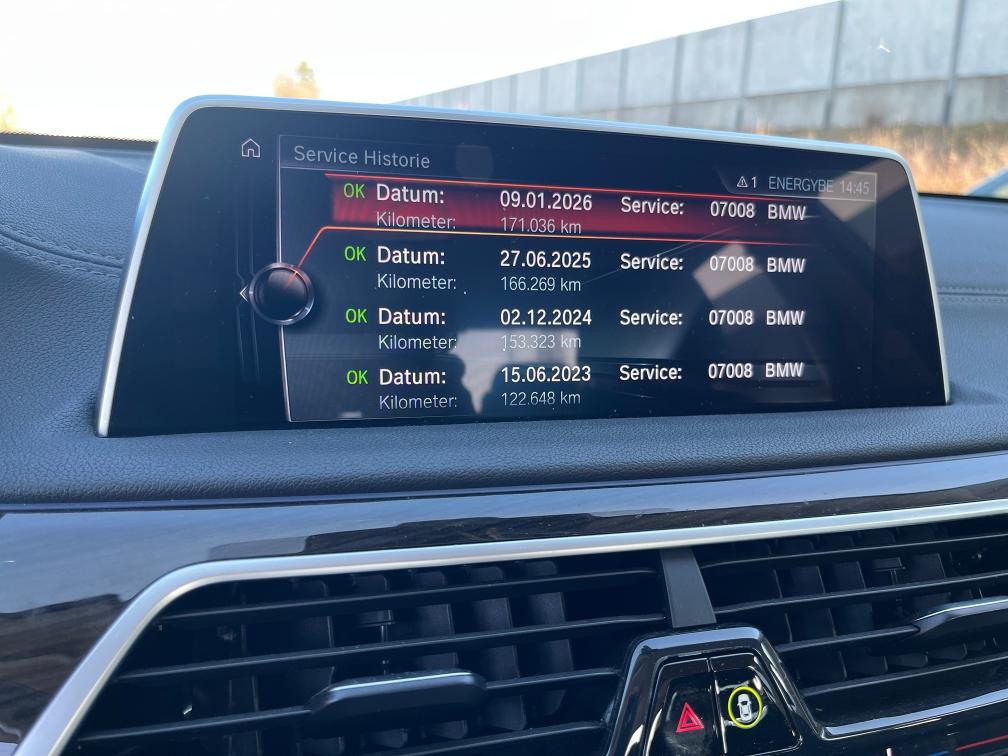 Service Historie
⚠1 ENERGYBE 14:45
OK Datum: 09.01.2026 Service: 07008 BMW
Kilometer: 171.036 km
OK Datum: 27.06.2025 Service: 07008 BMW
Kilometer: 166.269 km
OK Datum: 02.12.2024 Service: 07008 BMW
Kilometer: 153.323 km
OK Datum: 15.06.2023 Service: 07008 BMW
Kilometer: 122.648 km